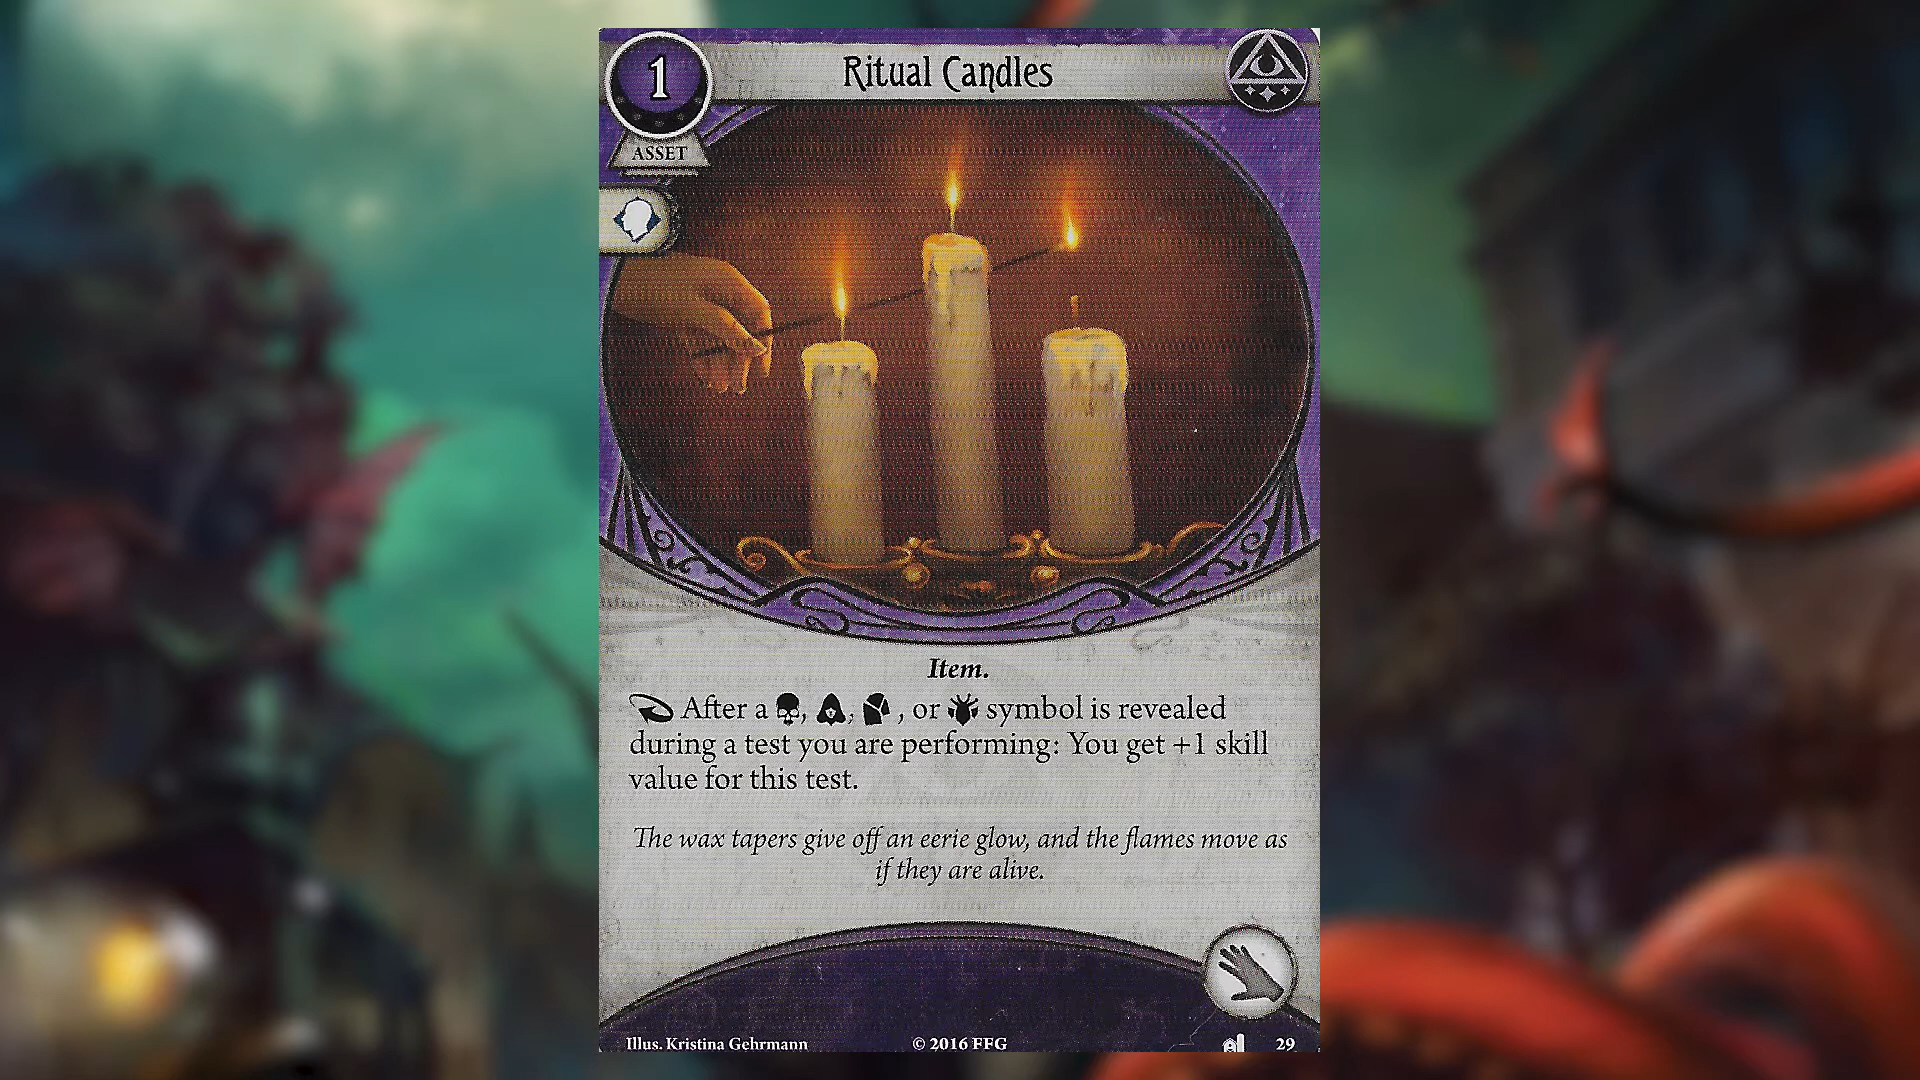 1
Ritual Candles
ASSET
Item.
After a , , , or symbol is revealed
during a test you are performing: You get +1 skill
value for this test.
The wax tapers give off an eerie glow, and the flames move as
if they are alive.
Illus. Kristina Gehrmann
© 2016 FFG
29